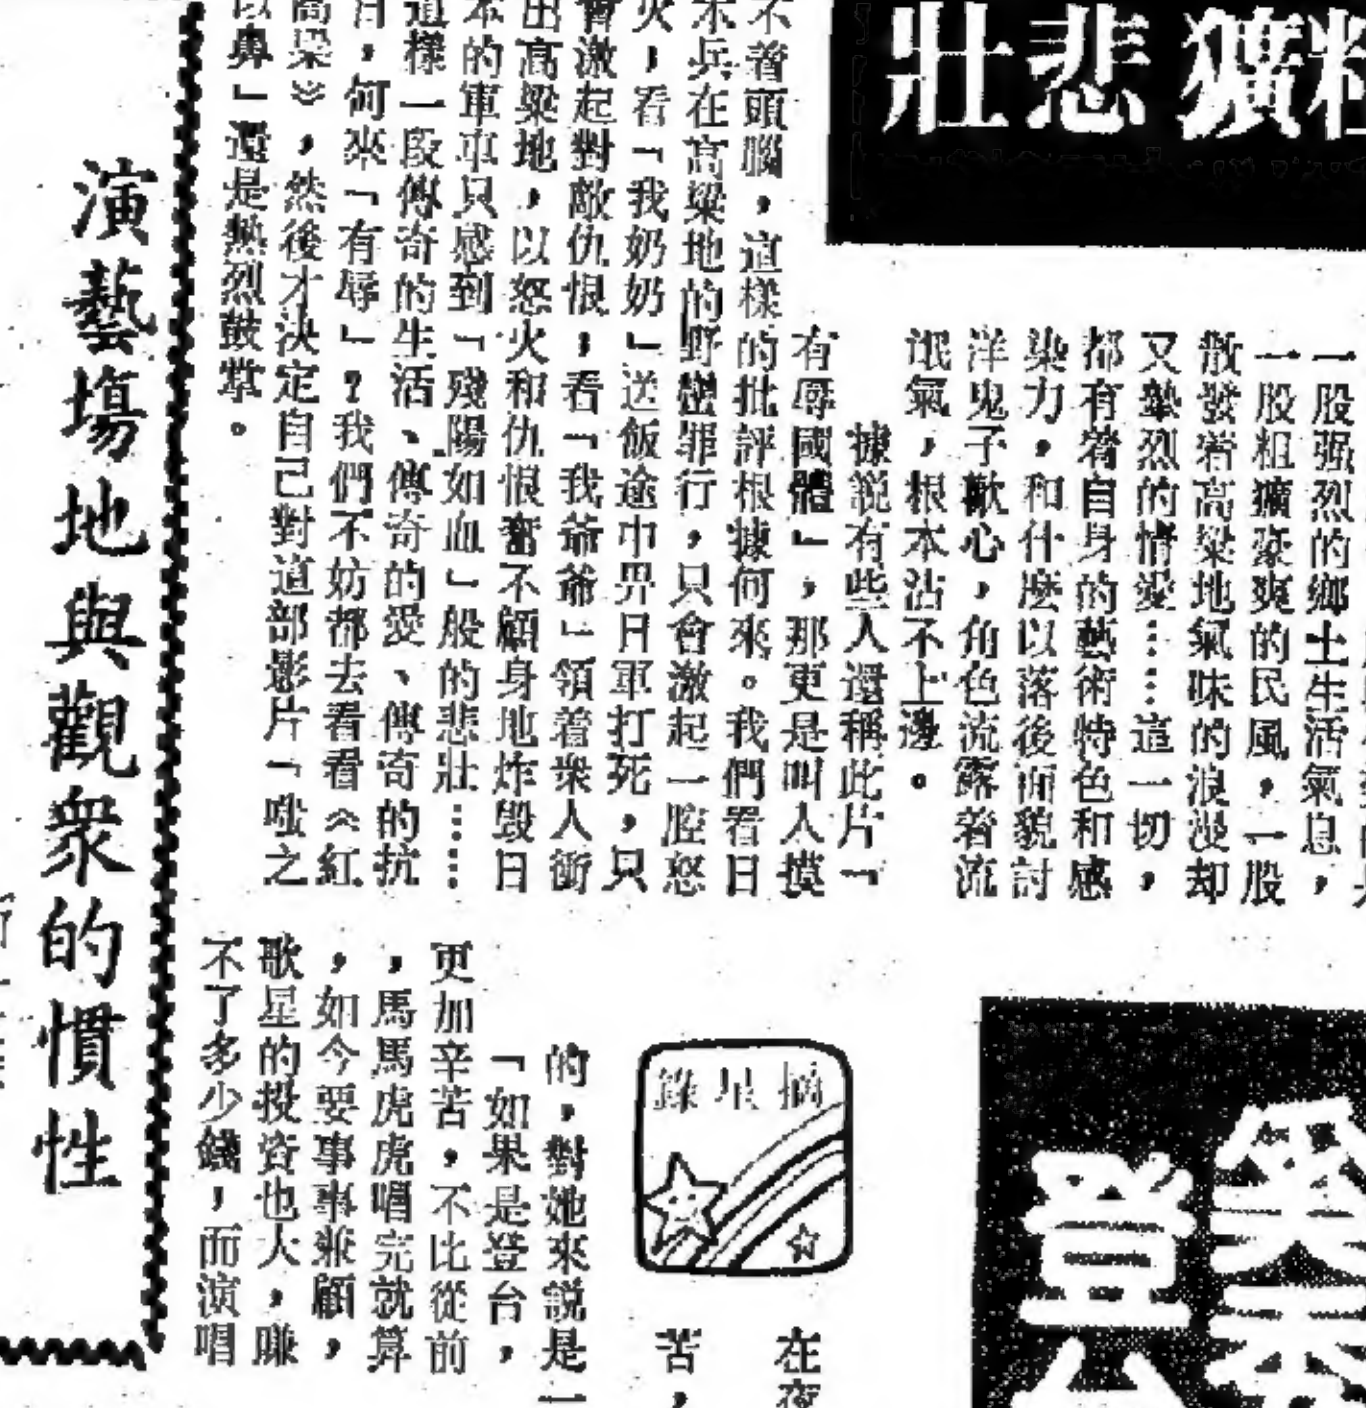 粗獷悲壯
一股强烈的鄉土生活氣息，
一股粗獷豪爽的民風，一股
散發着高粱地氣味的浪漫却
又熱烈的情愛……這一切，
都有着自身的藝術特色和感
染力，和什麼以落後面貌討
洋鬼子歡心，角色流露着流
氓氣，根本沾不上邊。
據説有些人還稱此片「
有辱國體」，那更是叫人摸
不着頭腦，這樣的批評根據何來。我們看日
本兵在高粱地的野蠻罪行，只會激起一腔怒
火，看「我奶奶」送飯途中畀日軍打死，只
會激起對敵仇恨，看「我爺爺」領着衆人衝
出高粱地，以怒火和仇恨奮不顧身地炸毀日
本的軍車只感到「殘陽如血」般的悲壯……
這樣一段傳奇的生活、傳奇的愛、傳奇的抗
日，何來「有辱」？我們不妨都去看看《紅
高粱》，然後才決定自己對這部影片「嗤之
以鼻」還是熱烈鼓掌。
演藝場地與觀衆的慣性
摘星錄
在夜
苦，
的，對她來説是一
「如果是登台，
更加辛苦，不比從前
，馬馬虎虎唱完就算
，如今要事事兼顧，
歌星的投資也大，賺
不了多少錢，而演唱
登